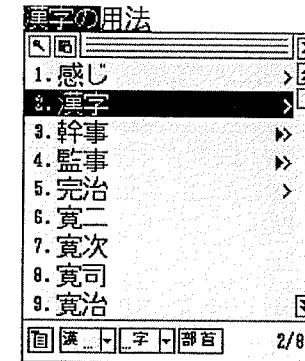 漢字の用法
1. 感じ
2. 漢字
3. 幹事
4. 監事
5. 完治
6. 寛二
7. 寛次
8. 寛司
9. 寛治
漢... ...字 部首 2/6